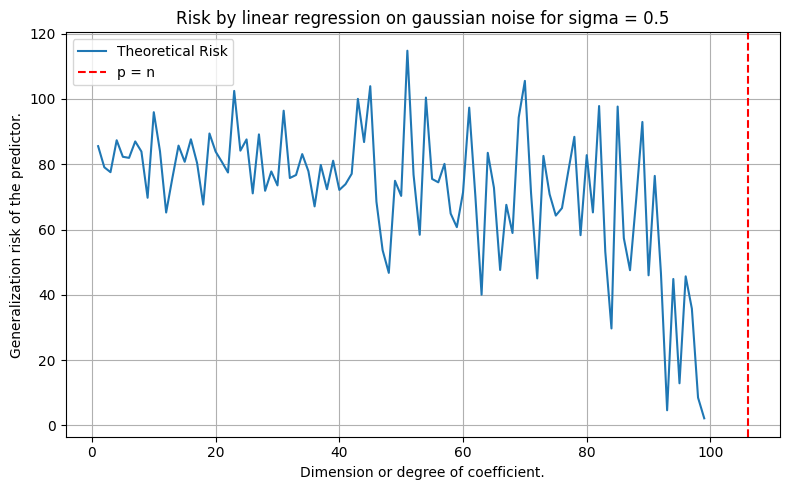 Risk by linear regression on gaussian noise for sigma = 0.5
Theoretical Risk
p = n
120
100
80
60
40
20
0
Generalization risk of the predictor.
0 20 40 60 80 100
Dimension or degree of coefficient.